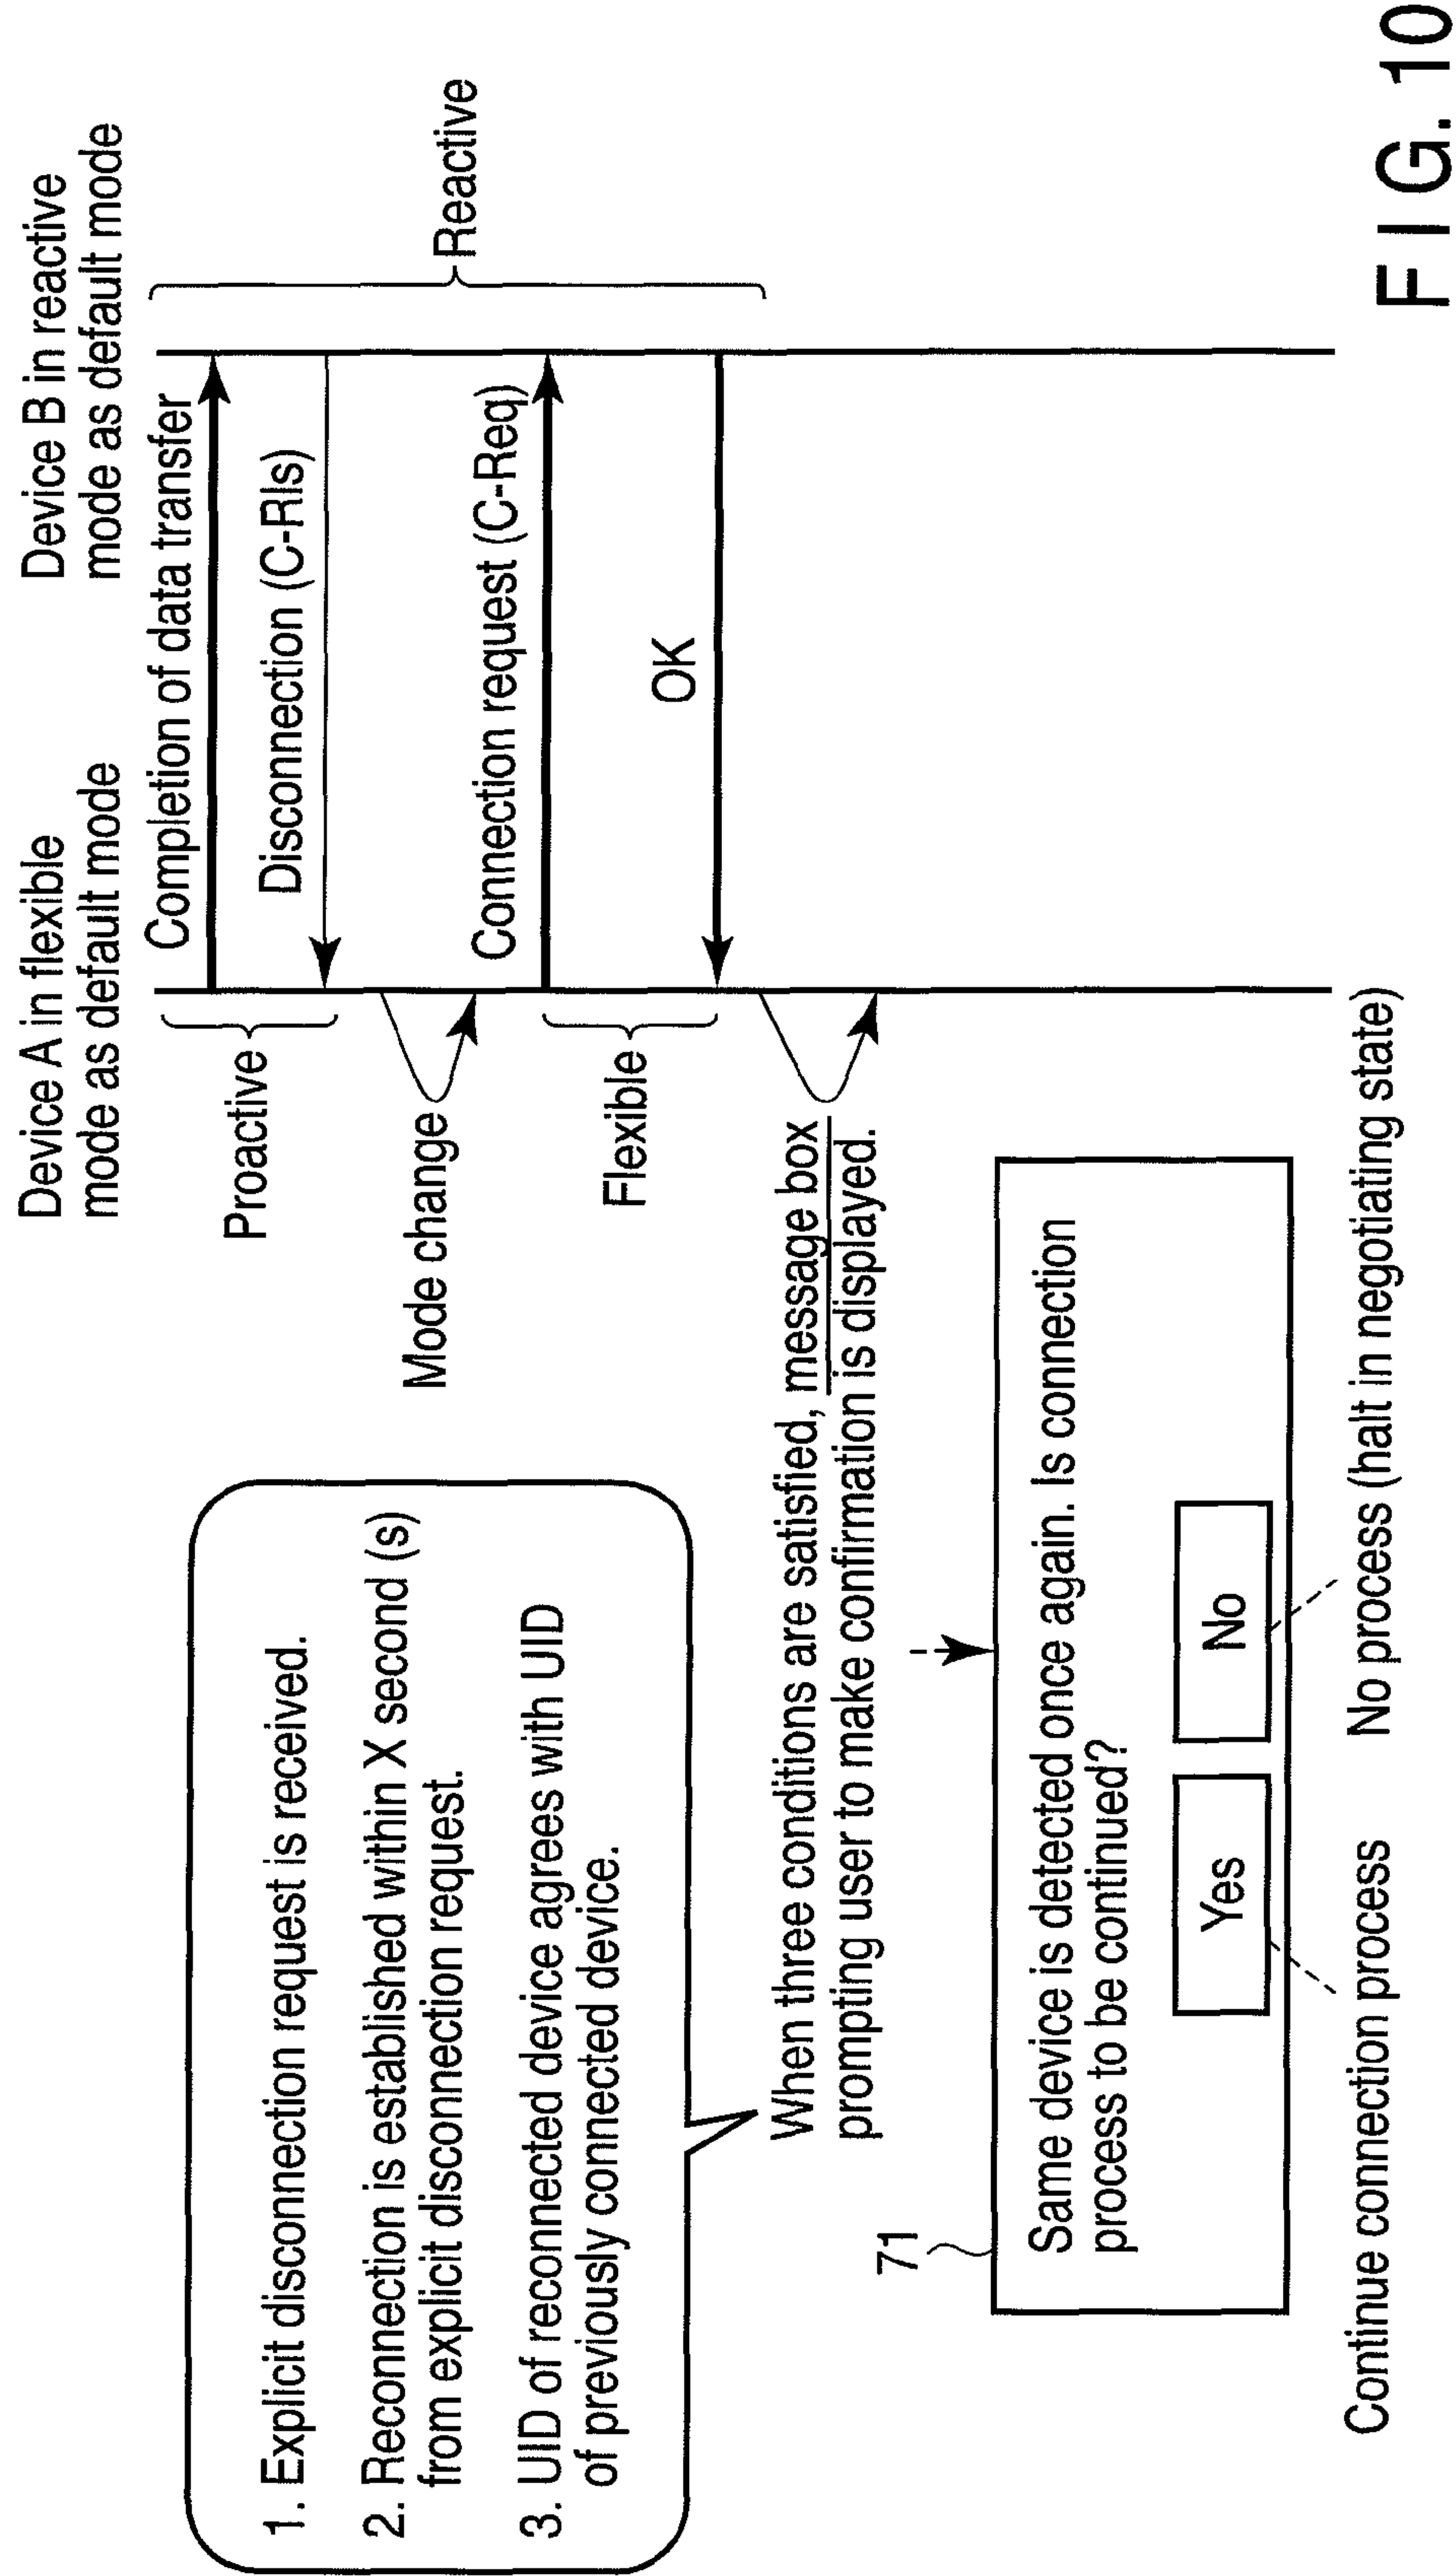 Device A in flexible
mode as default mode
Device B in reactive
mode as default mode
Completion of data transfer
Proactive
Disconnection (C-Rls)
Reactive
Mode change
Connection request (C-Req)
Flexible
OK
1. Explicit disconnection request is received.
2. Reconnection is established within X second (s)
from explicit disconnection request.
3. UID of reconnected device agrees with UID
of previously connected device.
When three conditions are satisfied, message box
prompting user to make confirmation is displayed.
71
Same device is detected once again. Is connection
process to be continued?
Yes
No
Continue connection process
No process (halt in negotiating state)
FIG. 10